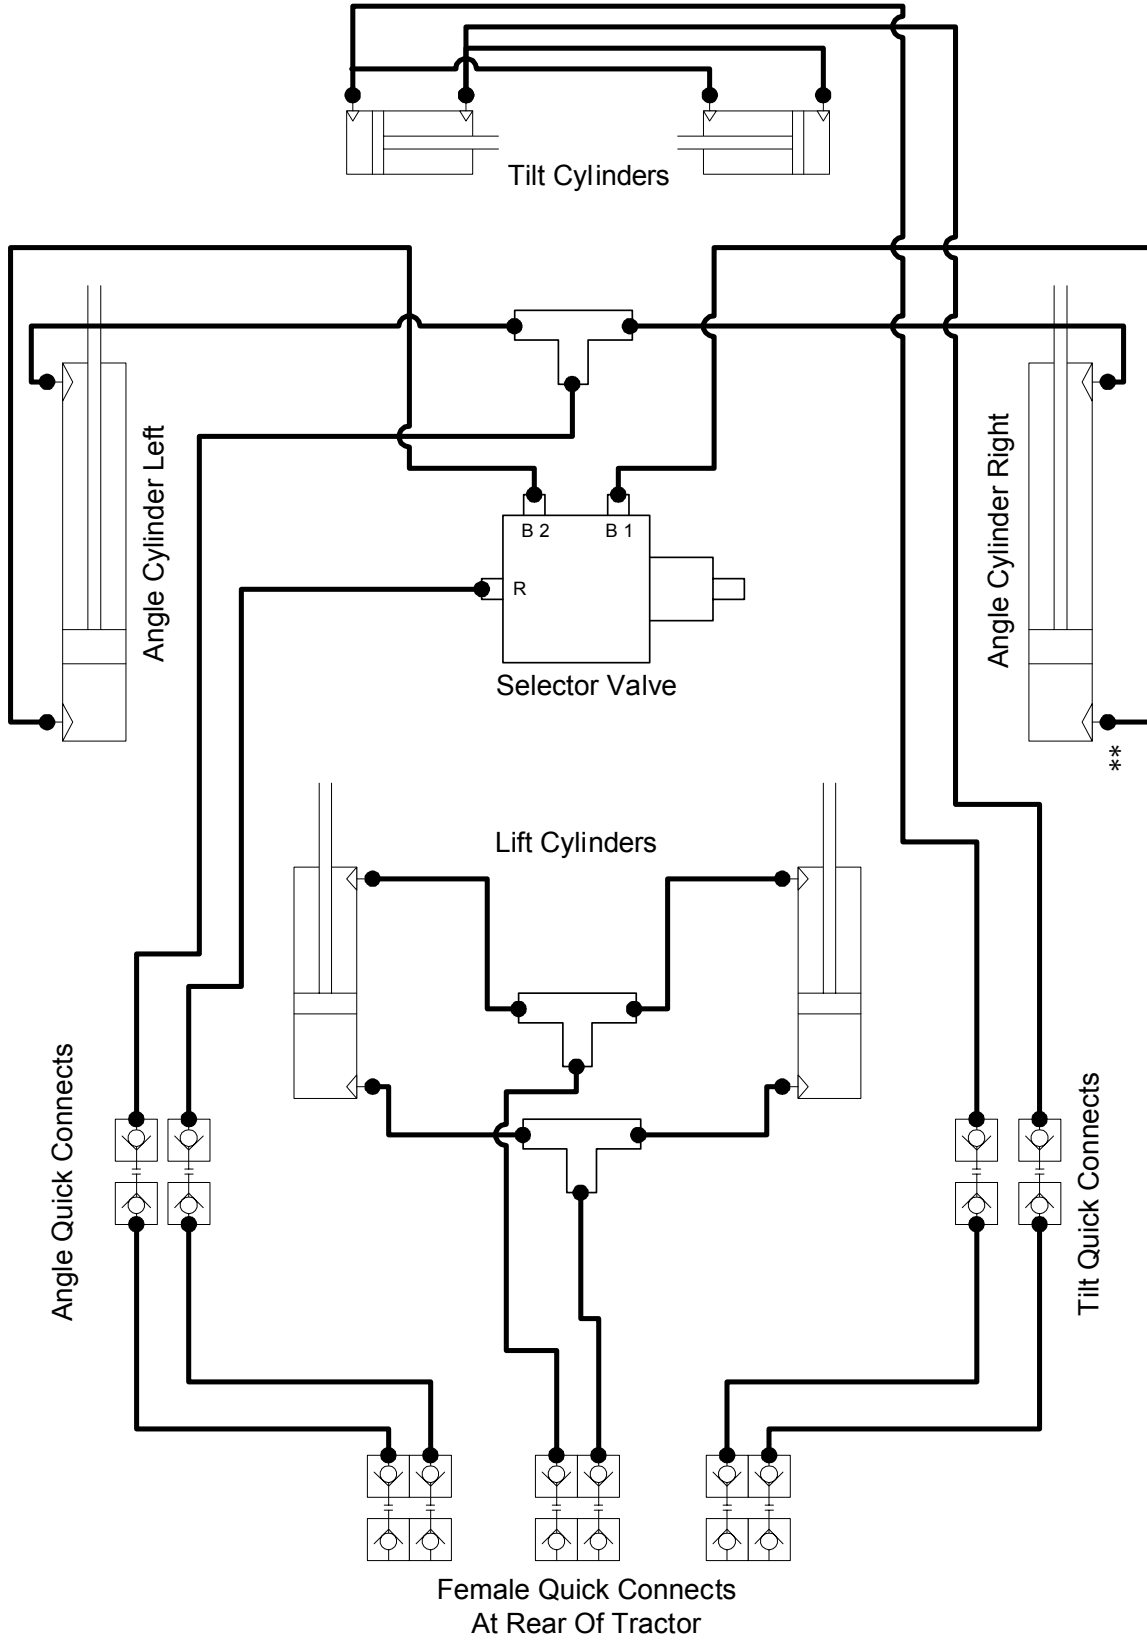 Tilt Cylinders
Angle Cylinder Left
Angle Cylinder Right
B 2
B 1
R
Selector Valve
**
Lift Cylinders
Angle Quick Connects
Tilt Quick Connects
Female Quick Connects
At Rear Of Tractor